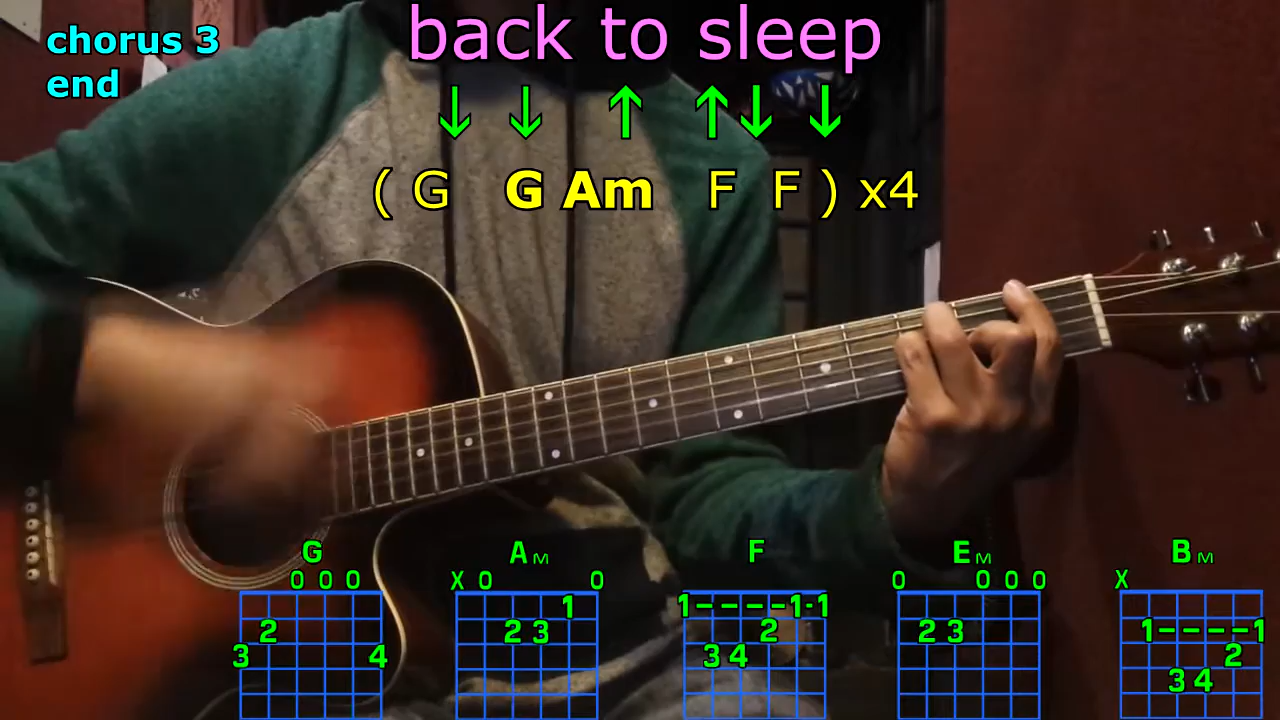 chorus 3
end
back to sleep
↓ ↓ ↑ ↑↓ ↓
( G G Am F F ) x4
G Am F Em Bm
0 0 0 X 0 0 0 0 0 0 X
1 1----1-1
2 2 3 2 2 3 1----1
3 4 3 4 2
3 4